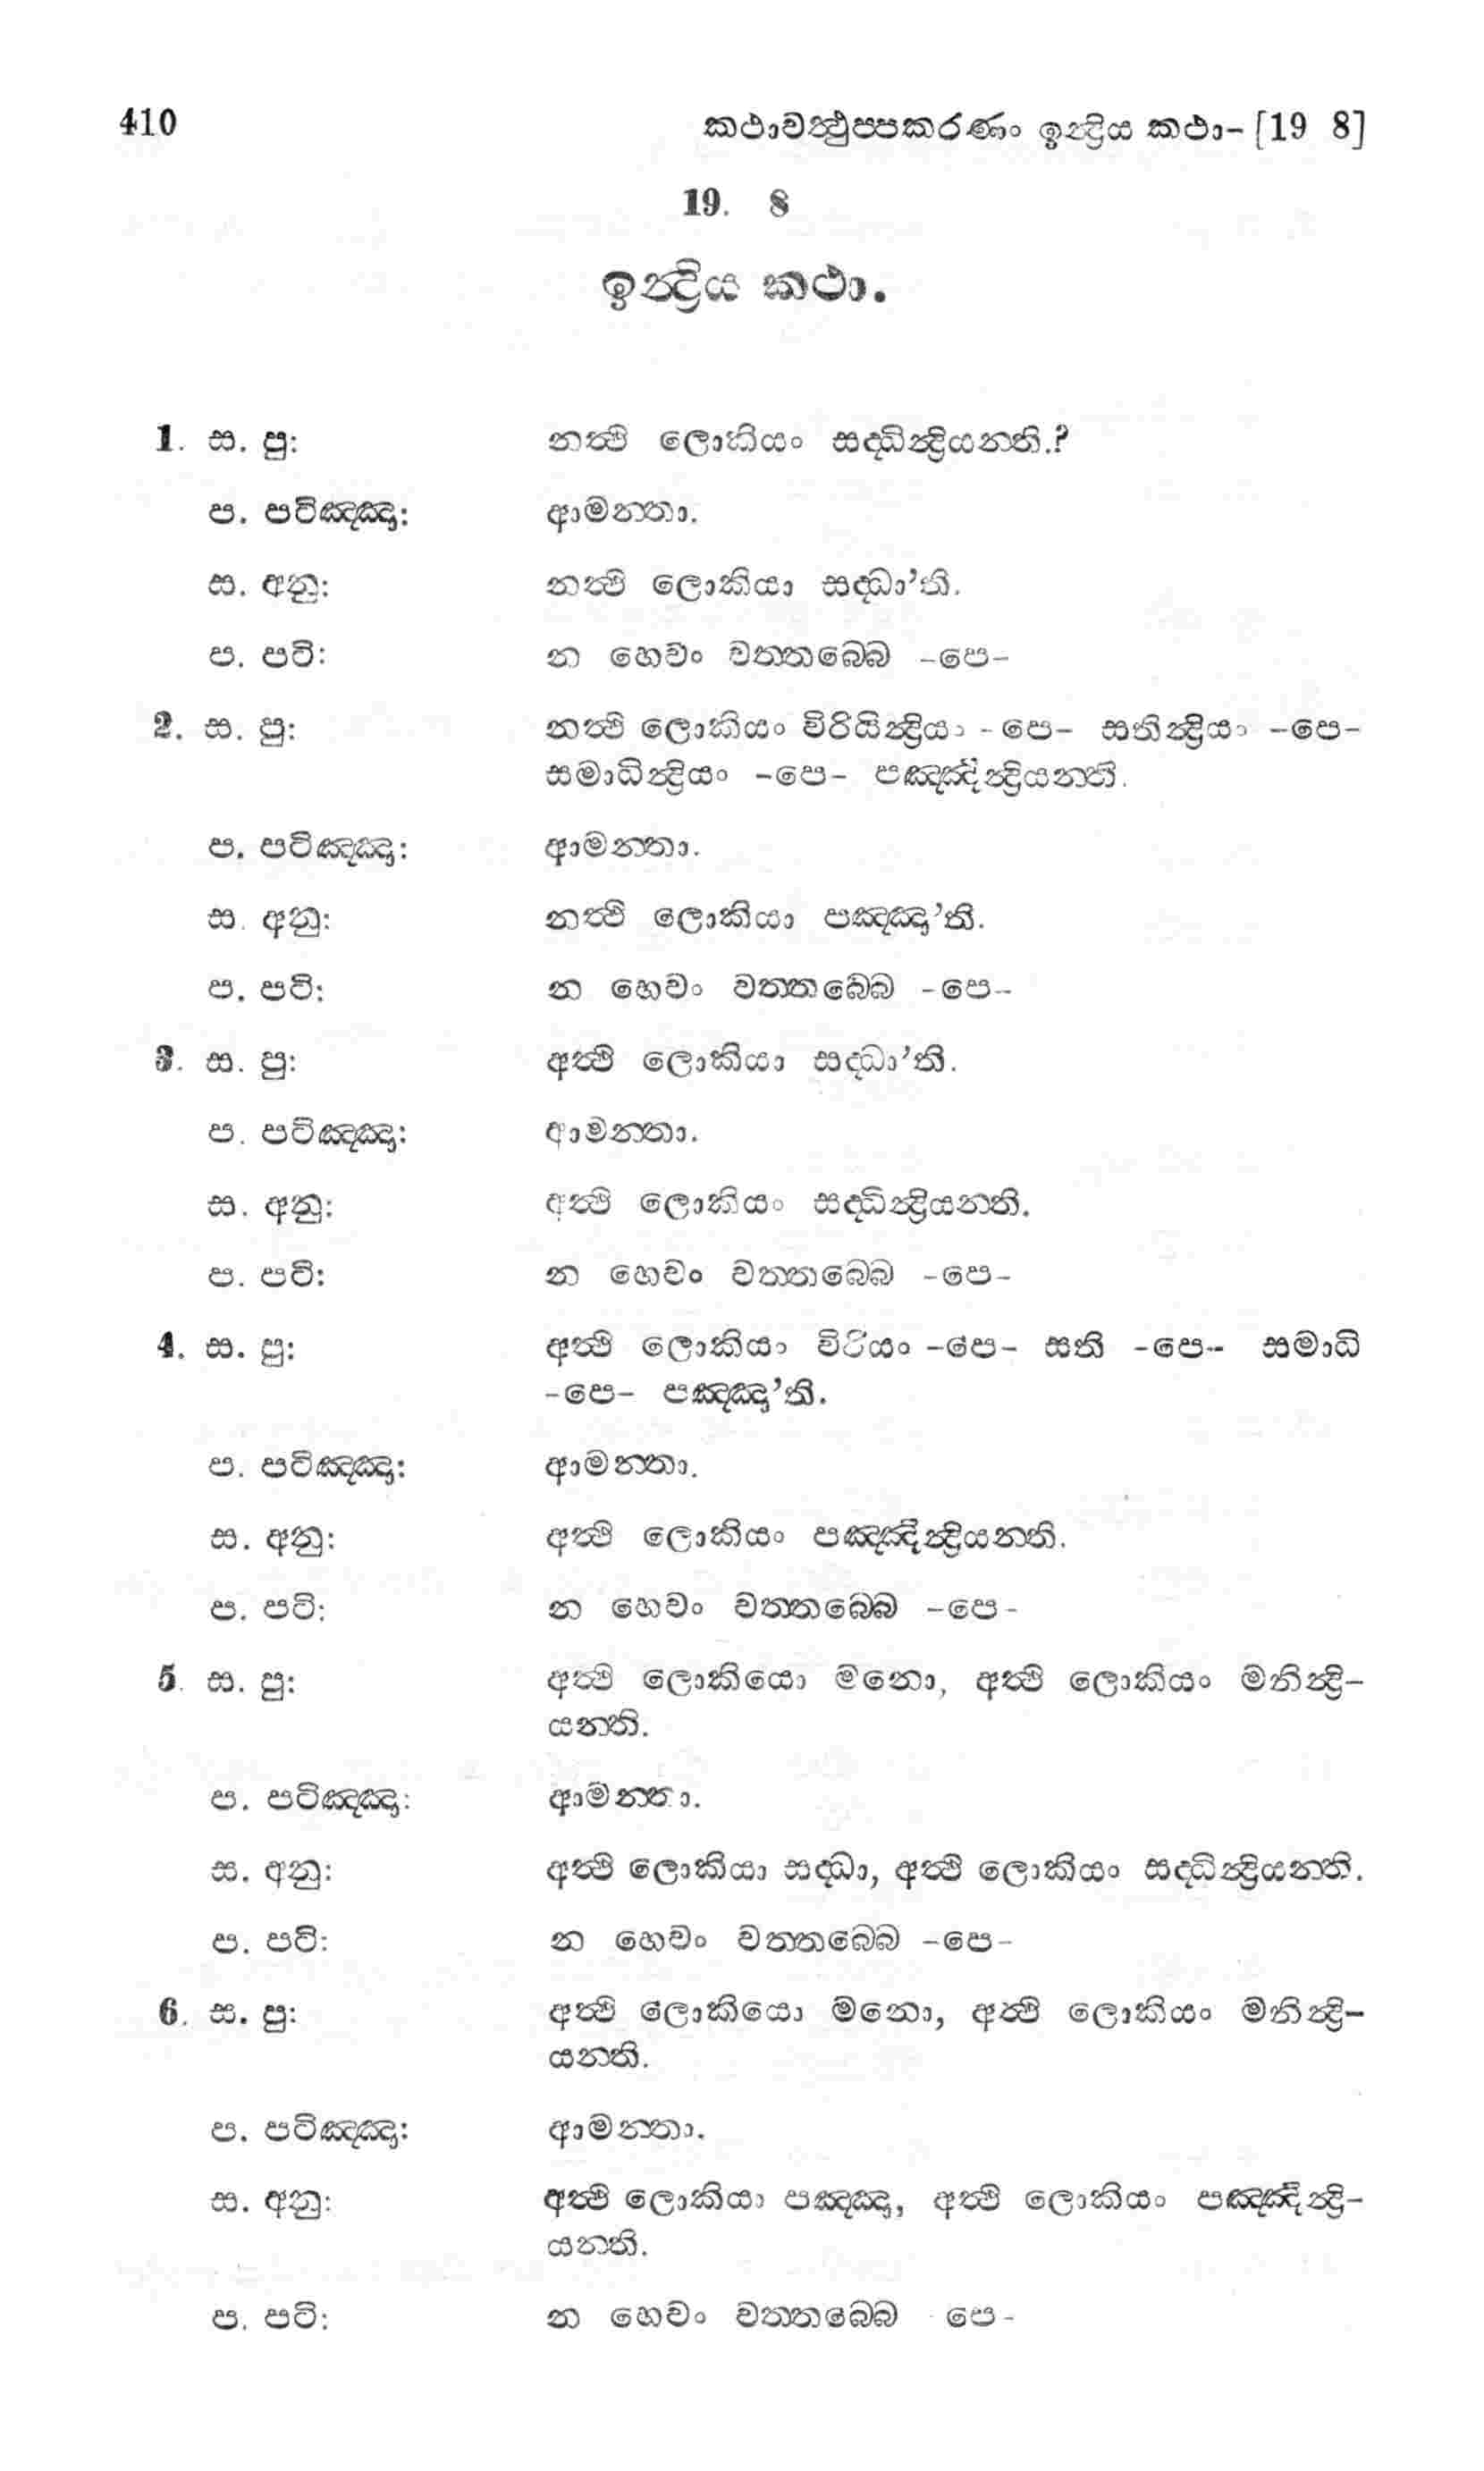 410 කථාවත්‍ථුප්පකරණං ඉන්‍ද්‍රිය කථා- [19 8]
19. 8
ඉන්‍ද්‍රිය කථා.
1. ස. පු: නත්‍ථි ලොකියං සද්‍ධින්‍ද්‍රියන්ති.?
ප. පටිඤ්ඤා: ආමන්තා.
ස. අනු: නත්‍ථි ලොකියා සද්‍ධා’ති.
ප. පටි: න හෙවං වත්තබ්බෙ -පෙ-
2. ස. පු: නත්‍ථි ලොකියං විරියින්‍ද්‍රියං -පෙ- සතින්‍ද්‍රියං -පෙ-
සමාධින්‍ද්‍රියං -පෙ- පඤ්ඤින්‍ද්‍රියන්ති.
ප. පටිඤ්ඤා: ආමන්තා.
ස. අනු: නත්‍ථි ලොකියා පඤ්ඤා’ති.
ප. පටි: න හෙවං වත්තබ්බෙ -පෙ-
3. ස. පු: අත්‍ථි ලොකියා සද්ධා’ති.
ප. පටිඤ්ඤා: ආමන්තා.
ස. අනු: අත්‍ථි ලොකියං සද්‍ධින්‍ද්‍රියන්ති.
ප. පටි: න හෙවං වත්තබ්බෙ -පෙ-
4. ස. පු: අත්‍ථි ලොකියං විරියං -පෙ- සති -පෙ- සමාධි
-පෙ- පඤ්ඤා’ති.
ප. පටිඤ්ඤා: ආමන්තා.
ස. අනු: අත්‍ථි ලොකියං පඤ්ඤින්‍ද්‍රියන්ති.
ප. පටි: න හෙවං වත්තබ්බෙ -පෙ-
5. ස. පු: අත්‍ථි ලොකියො මනො, අත්‍ථි ලොකියං මනින්‍ද්‍රි-
යන්ති.
ප. පටිඤ්ඤා: ආමන්තා.
ස. අනු: අත්‍ථි ලොකියා සද්‍ධා, අත්‍ථි ලොකියං සද්‍ධින්‍ද්‍රියන්ති.
ප. පටි: න හෙවං වත්තබ්බෙ -පෙ-
6. ස. පු: අත්‍ථි ලොකියො මනො, අත්‍ථි ලොකියං මනින්‍ද්‍රි-
යන්ති.
ප. පටිඤ්ඤා: ආමන්තා.
ස. අනු: අත්‍ථි ලොකියා පඤ්ඤා, අත්‍ථි ලොකියං පඤ්ඤින්‍ද්‍රි-
යන්ති.
ප. පටි: න හෙවං වත්තබ්බෙ -පෙ-